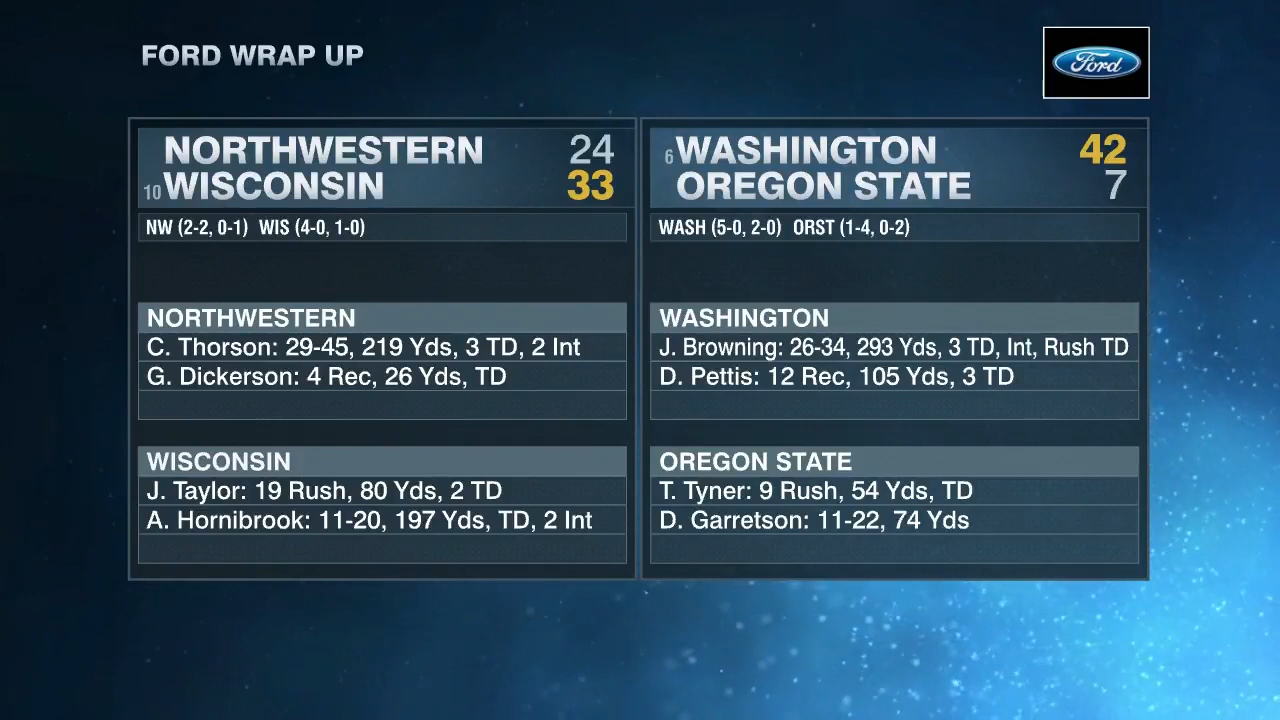 FORD WRAP UP
Ford
NORTHWESTERN 24
10 WISCONSIN 33
NW (2-2, 0-1) WIS (4-0, 1-0)
NORTHWESTERN
C. Thorson: 29-45, 219 Yds, 3 TD, 2 Int
G. Dickerson: 4 Rec, 26 Yds, TD
WISCONSIN
J. Taylor: 19 Rush, 80 Yds, 2 TD
A. Hornibrook: 11-20, 197 Yds, TD, 2 Int
6 WASHINGTON 42
OREGON STATE 7
WASH (5-0, 2-0) ORST (1-4, 0-2)
WASHINGTON
J. Browning: 26-34, 293 Yds, 3 TD, Int, Rush TD
D. Pettis: 12 Rec, 105 Yds, 3 TD
OREGON STATE
T. Tyner: 9 Rush, 54 Yds, TD
D. Garretson: 11-22, 74 Yds